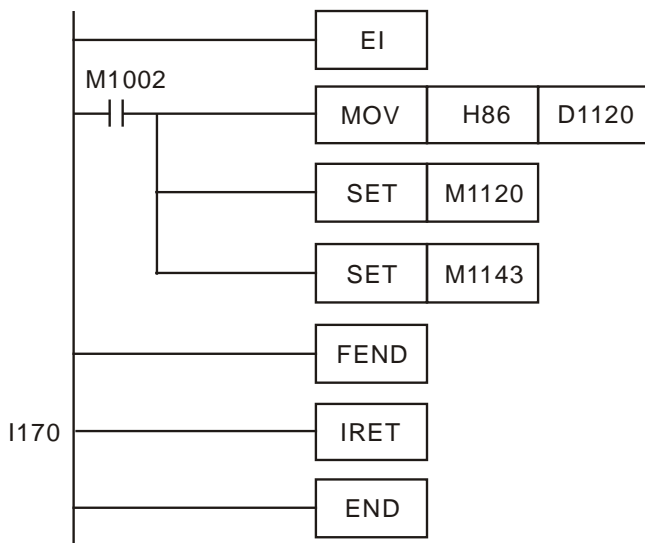 EI
M1002
MOV H86 D1120
SET M1120
SET M1143
FEND
I170 IRET
END